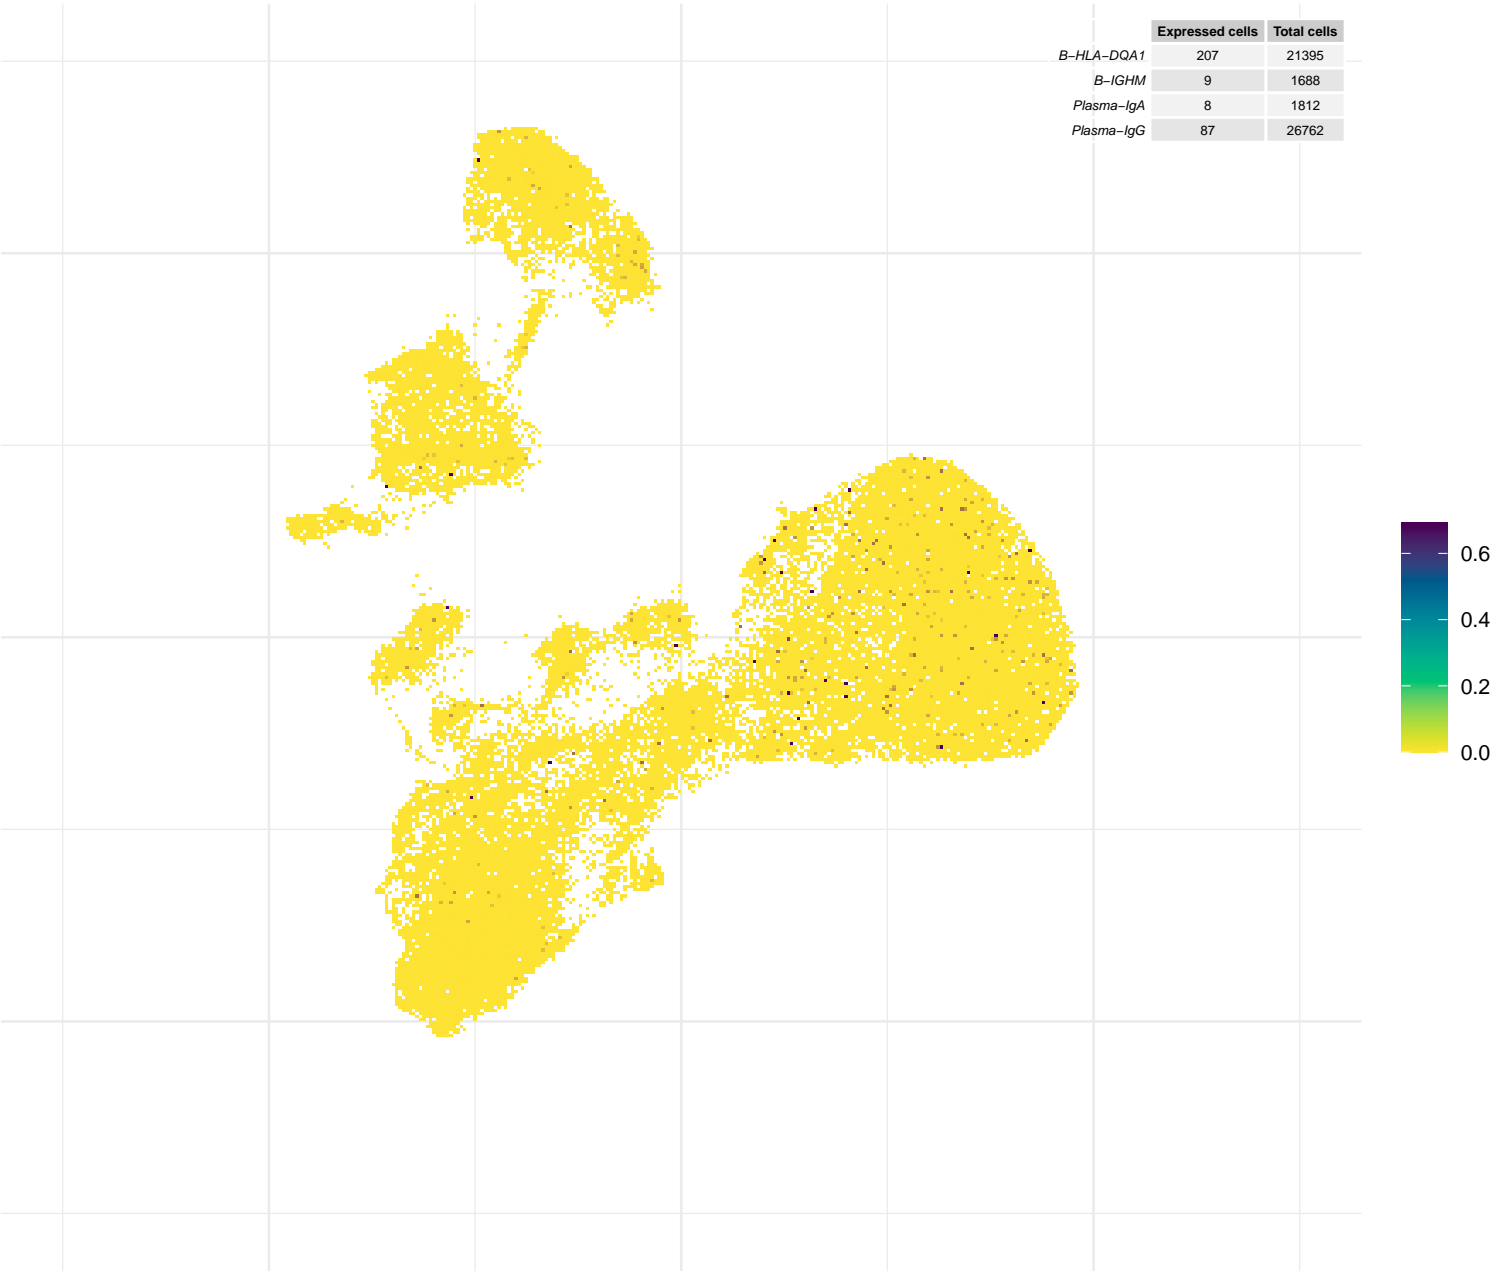 Expressed cells Total cells
B−HLA−DQA1 207 21395
B−IGHM 9 1688
Plasma−IgA 8 1812
Plasma−IgG 87 26762
0.6
0.4
0.2
0.0